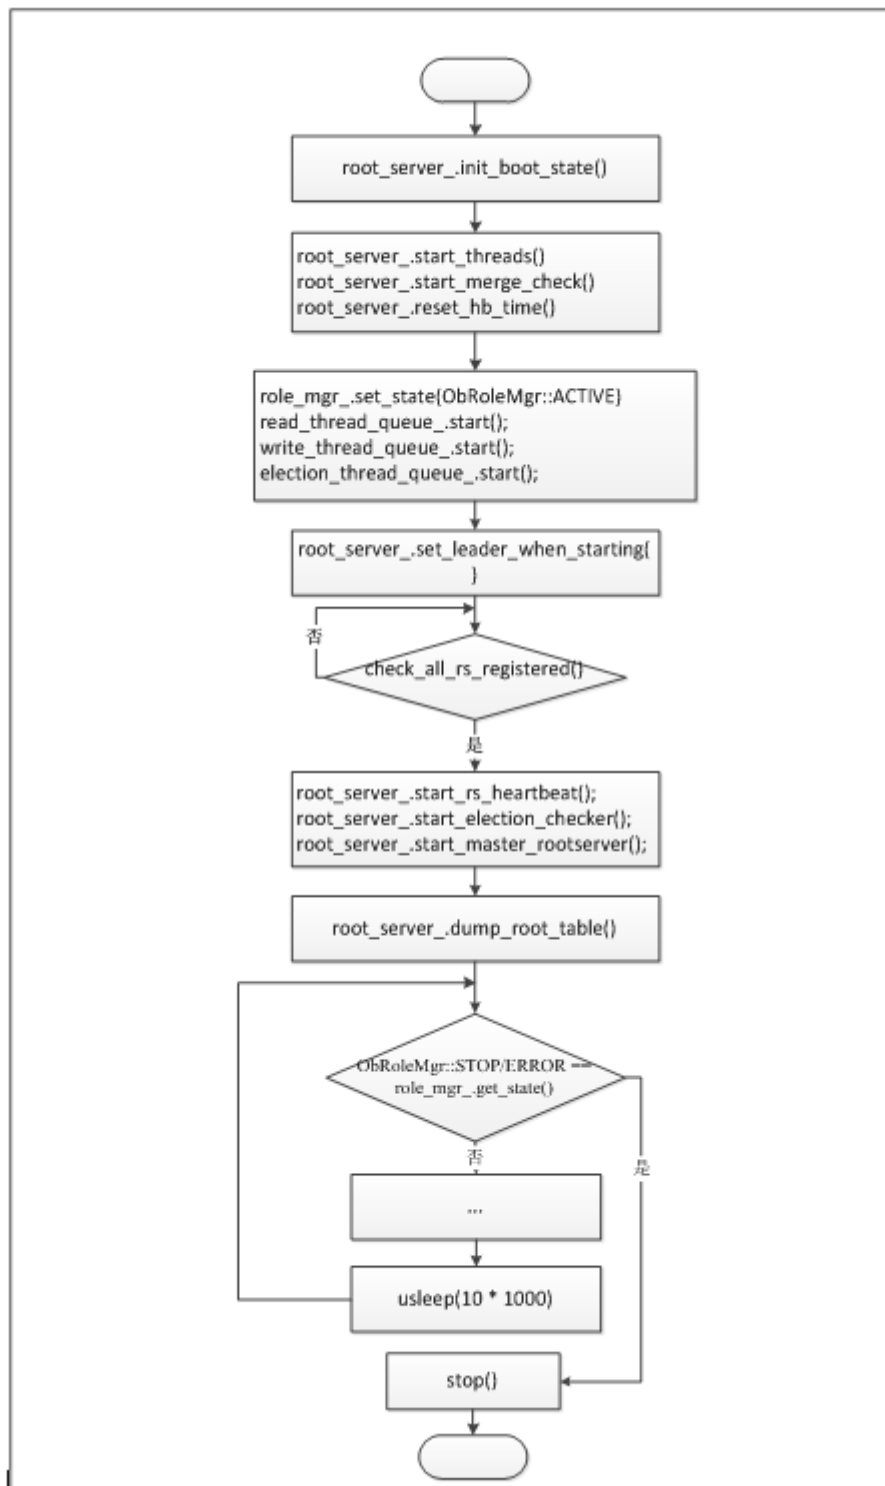 root_server_.init_boot_state()
root_server_.start_threads()
root_server_.start_merge_check()
root_server_.reset_hb_time()
role_mgr_.set_state{ObRoleMgr::ACTIVE}
read_thread_queue_.start();
write_thread_queue_.start();
election_thread_queue_.start();
root_server_.set_leader_when_starting{
}
否
check_all_rs_registered()
是
root_server_.start_rs_heartbeat();
root_server_.start_election_checker();
root_server_.start_master_rootserver();
root_server_.dump_root_table()
ObRoleMgr::STOP/ERROR ==
role_mgr_.get_state()
否
是
...
usleep(10 * 1000)
stop()